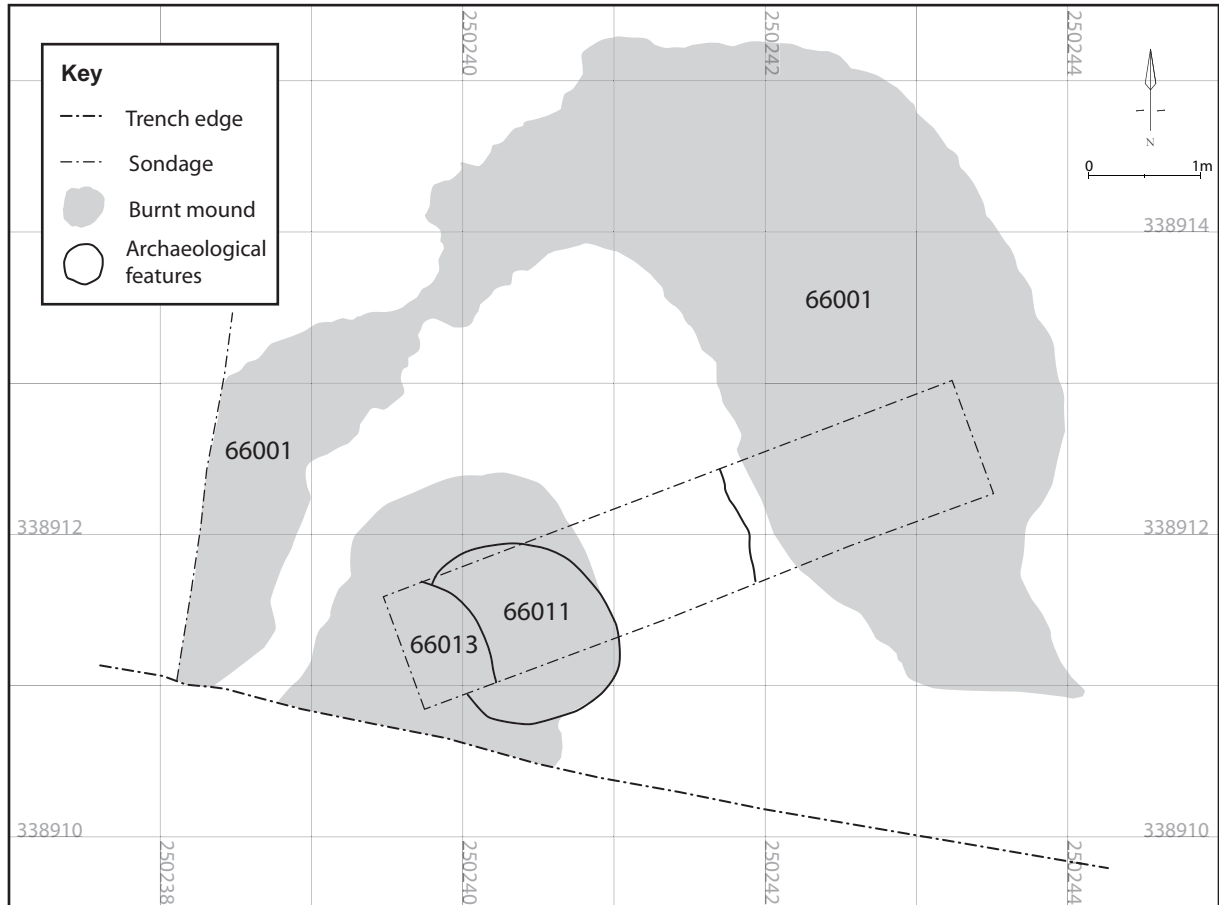 250240
250242
250244
Key
Trench edge
Sondage
Burnt mound
Archaeological
features
N
0 1m
338914
66001
66001
338912
338912
66011
66013
338910
338910
250238
250240
250242
250244